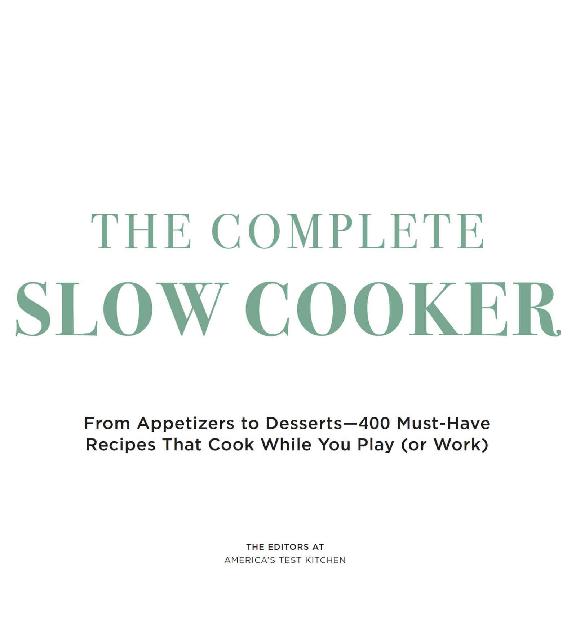 THE COMPLETE
SLOW COOKER
From Appetizers to Desserts—400 Must-Have
Recipes That Cook While You Play (or Work)
THE EDITORS AT
AMERICA'S TEST KITCHEN